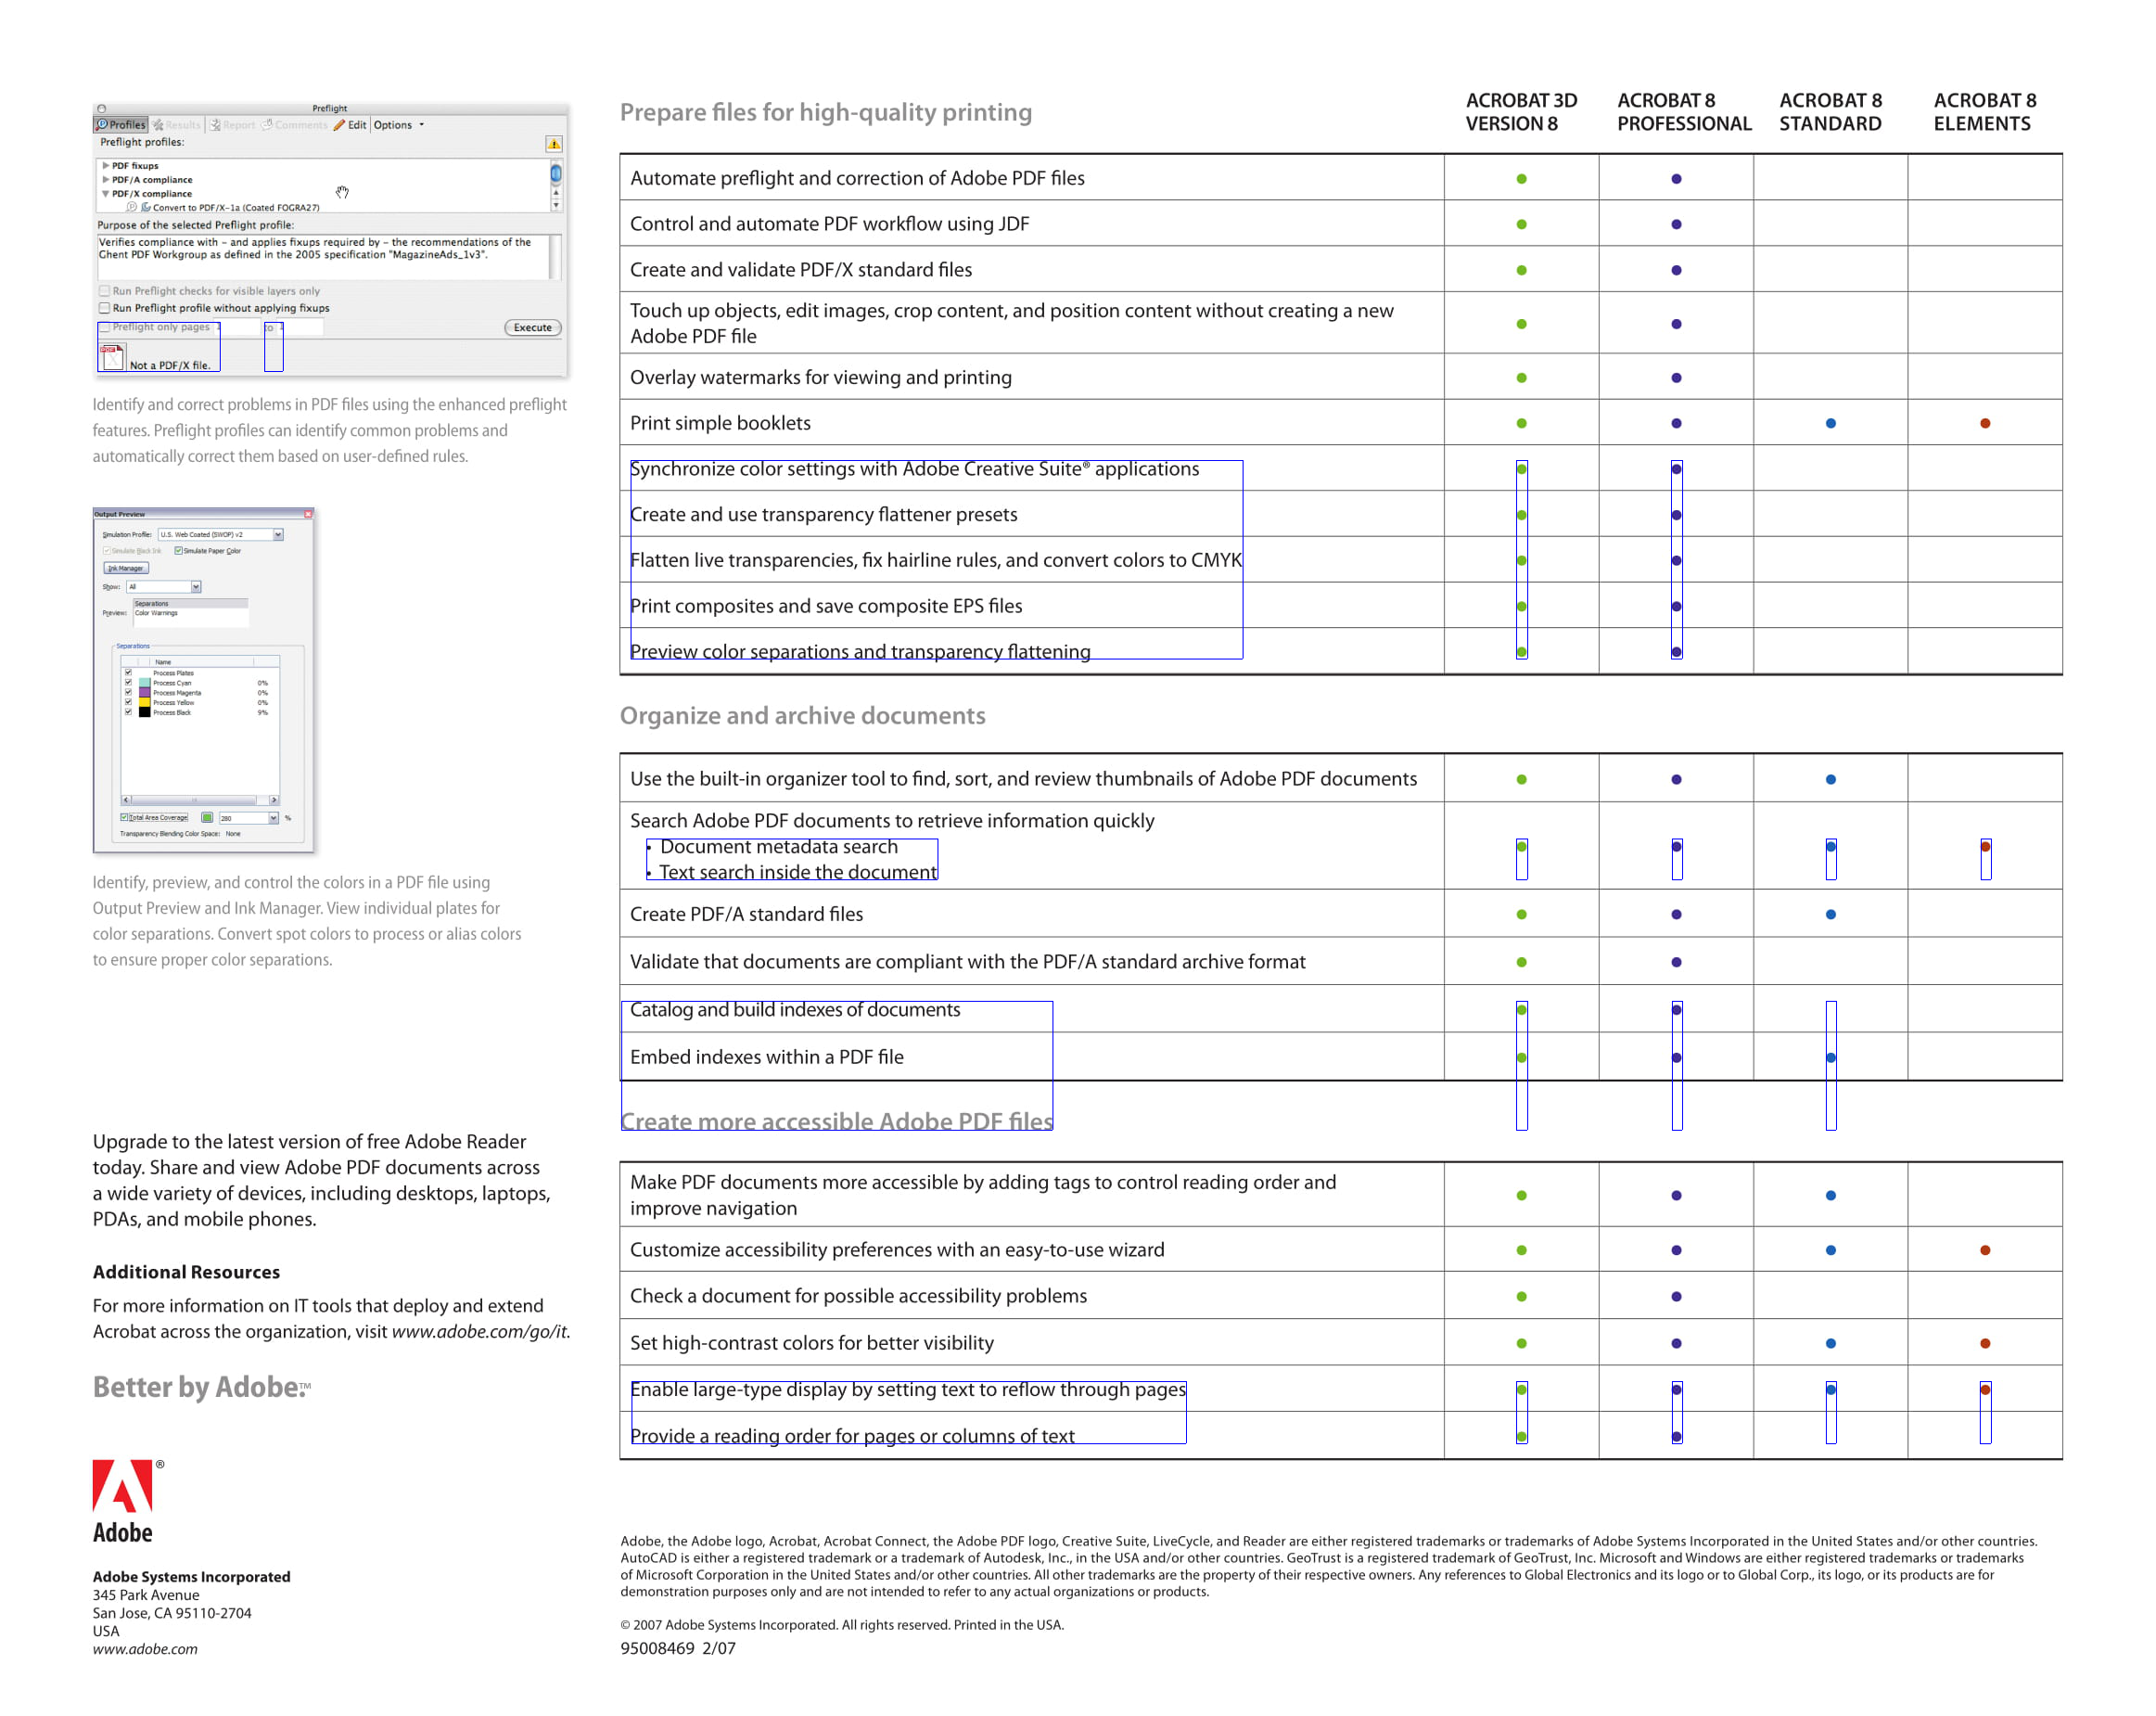 Preflight
Profiles Results Report Comments Edit Options
Preflight profiles:
PDF fixups
PDF/A compliance
PDF/X compliance
Convert to PDF/X-1a (Coated FOGRA27)
Purpose of the selected Preflight profile:
Verifies compliance with – and applies fixups required by – the recommendations of the
Ghent PDF Workgroup as defined in the 2005 specification "MagazineAds_1v3".
Run Preflight checks for visible layers only
Run Preflight profile without applying fixups
Preflight only pages 1 to 1 Execute
Not a PDF/X file.
Identify and correct problems in PDF files using the enhanced preflight
features. Preflight profiles can identify common problems and
automatically correct them based on user-defined rules.
Output Preview
Simulation Profile: U.S. Web Coated (SWOP) v2
Simulate Black Ink Simulate Paper Color
Ink Manager
Show: All
Preview: Separations
Color Warnings
Separations
Name
Process Plates
Process Cyan 0%
Process Magenta 0%
Process Yellow 0%
Process Black 9%
Total Area Coverage 280 %
Transparency Blending Color Space: None
Identify, preview, and control the colors in a PDF file using
Output Preview and Ink Manager. View individual plates for
color separations. Convert spot colors to process or alias colors
to ensure proper color separations.
Upgrade to the latest version of free Adobe Reader
today. Share and view Adobe PDF documents across
a wide variety of devices, including desktops, laptops,
PDAs, and mobile phones.
Additional Resources
For more information on IT tools that deploy and extend
Acrobat across the organization, visit www.adobe.com/go/it.
Better by Adobe.™
®
Adobe
Adobe Systems Incorporated
345 Park Avenue
San Jose, CA 95110-2704
USA
www.adobe.com
Prepare files for high-quality printing
ACROBAT 3D VERSION 8
ACROBAT 8 PROFESSIONAL
ACROBAT 8 STANDARD
ACROBAT 8 ELEMENTS
Automate preflight and correction of Adobe PDF files • •
Control and automate PDF workflow using JDF • •
Create and validate PDF/X standard files • •
Touch up objects, edit images, crop content, and position content without creating a new
Adobe PDF file • •
Overlay watermarks for viewing and printing • •
Print simple booklets • • • •
Synchronize color settings with Adobe Creative Suite® applications • •
Create and use transparency flattener presets • •
Flatten live transparencies, fix hairline rules, and convert colors to CMYK • •
Print composites and save composite EPS files • •
Preview color separations and transparency flattening • •
Organize and archive documents
Use the built-in organizer tool to find, sort, and review thumbnails of Adobe PDF documents • • •
Search Adobe PDF documents to retrieve information quickly
• Document metadata search • • • •
• Text search inside the document
Create PDF/A standard files • • •
Validate that documents are compliant with the PDF/A standard archive format • •
Catalog and build indexes of documents • •
Embed indexes within a PDF file • • •
Create more accessible Adobe PDF files
Make PDF documents more accessible by adding tags to control reading order and
improve navigation • • •
Customize accessibility preferences with an easy-to-use wizard • • • •
Check a document for possible accessibility problems • •
Set high-contrast colors for better visibility • • • •
Enable large-type display by setting text to reflow through pages • • • •
Provide a reading order for pages or columns of text • •
Adobe, the Adobe logo, Acrobat, Acrobat Connect, the Adobe PDF logo, Creative Suite, LiveCycle, and Reader are either registered trademarks or trademarks of Adobe Systems Incorporated in the United States and/or other countries.
AutoCAD is either a registered trademark or a trademark of Autodesk, Inc., in the USA and/or other countries. GeoTrust is a registered trademark of GeoTrust, Inc. Microsoft and Windows are either registered trademarks or trademarks
of Microsoft Corporation in the United States and/or other countries. All other trademarks are the property of their respective owners. Any references to Global Electronics and its logo or to Global Corp., its logo, or its products are for
demonstration purposes only and are not intended to refer to any actual organizations or products.
© 2007 Adobe Systems Incorporated. All rights reserved. Printed in the USA.
95008469 2/07